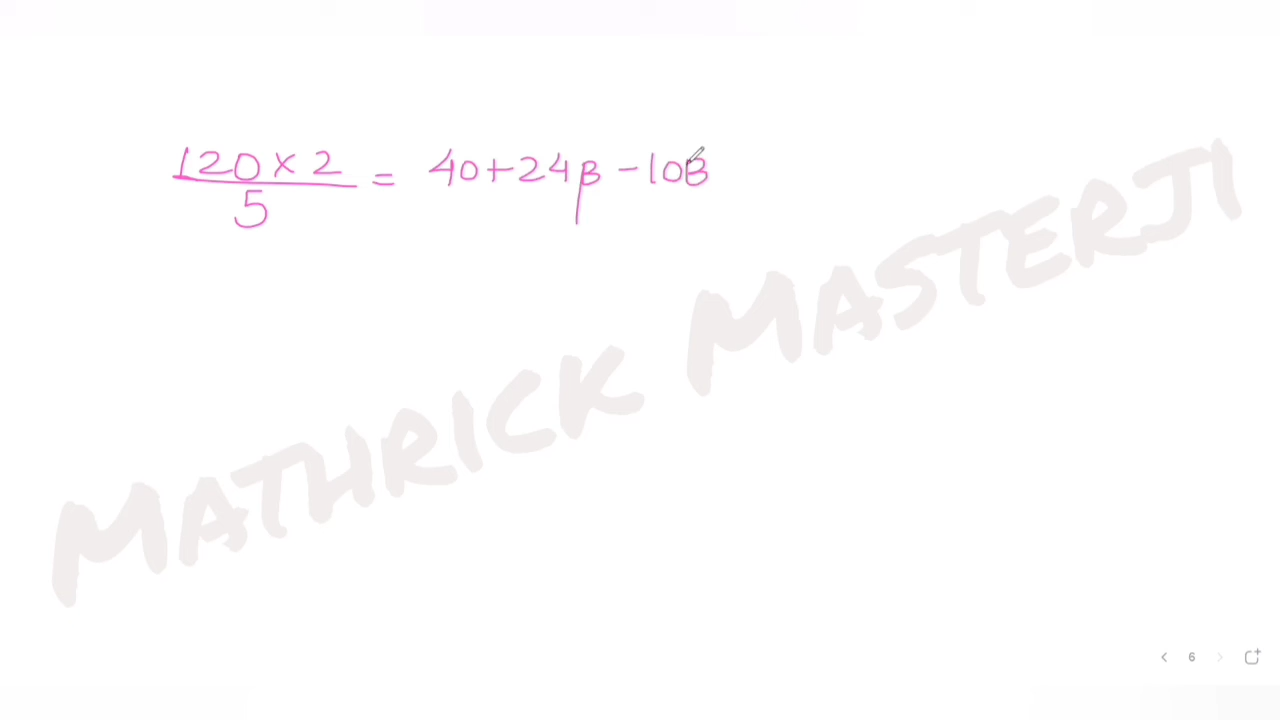 120 × 2 / 5 = 40 + 24β − 10β
MATHRICK MASTERJI
6